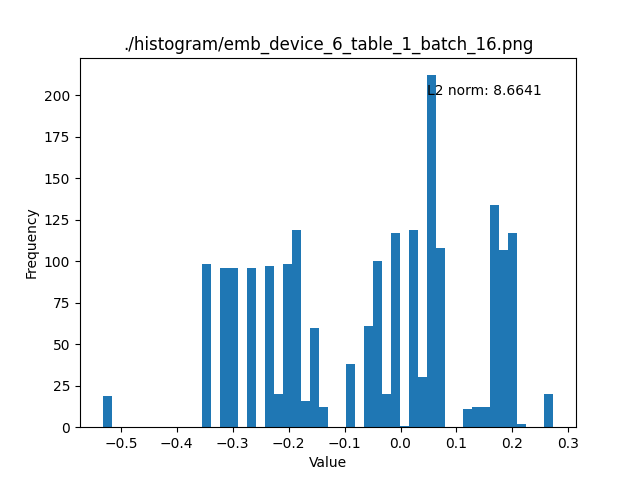 ./histogram/emb_device_6_table_1_batch_16.png
L2 norm: 8.6641
200
175
150
125
100
75
50
25
0
Frequency
−0.5 −0.4 −0.3 −0.2 −0.1 0.0 0.1 0.2 0.3
Value